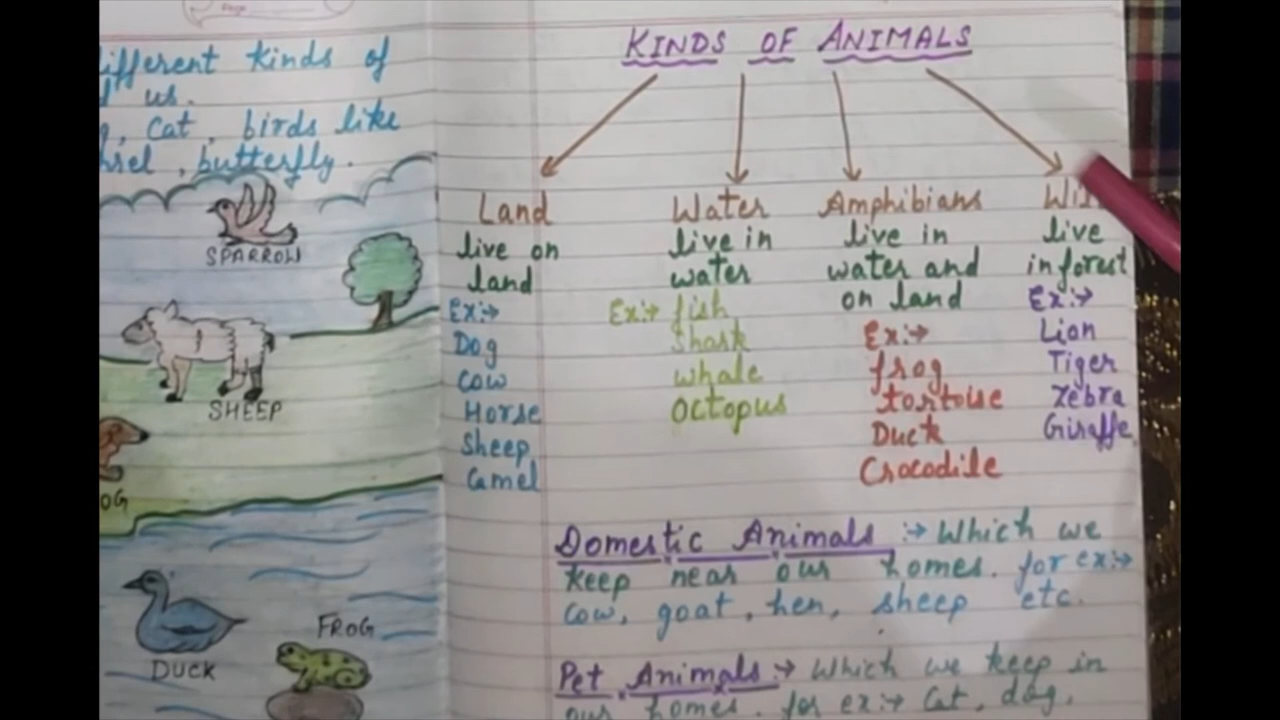 different kinds of
us.
, cat, birds like
, butterfly.
SPARROW
SHEEP
OG
DUCK
FROG
KINDS OF ANIMALS
Land
live on
land
Ex:→
Dog
Cow
Horse
Sheep
Camel
Water
live in
water
Ex:→ fish
Shark
whale
Octopus
Amphibians
live in
water and
on land
Ex:→
frog
tortoise
Duck
Crocodile
live
in forest
Ex:→
Lion
Tiger
Zebra
Giraffe
Domestic Animals :→ Which we
keep near our homes. for ex:→
cow, goat, hen, sheep etc.
Pet Animals :→ Which we keep in
our homes. for ex:→ Cat, dog,